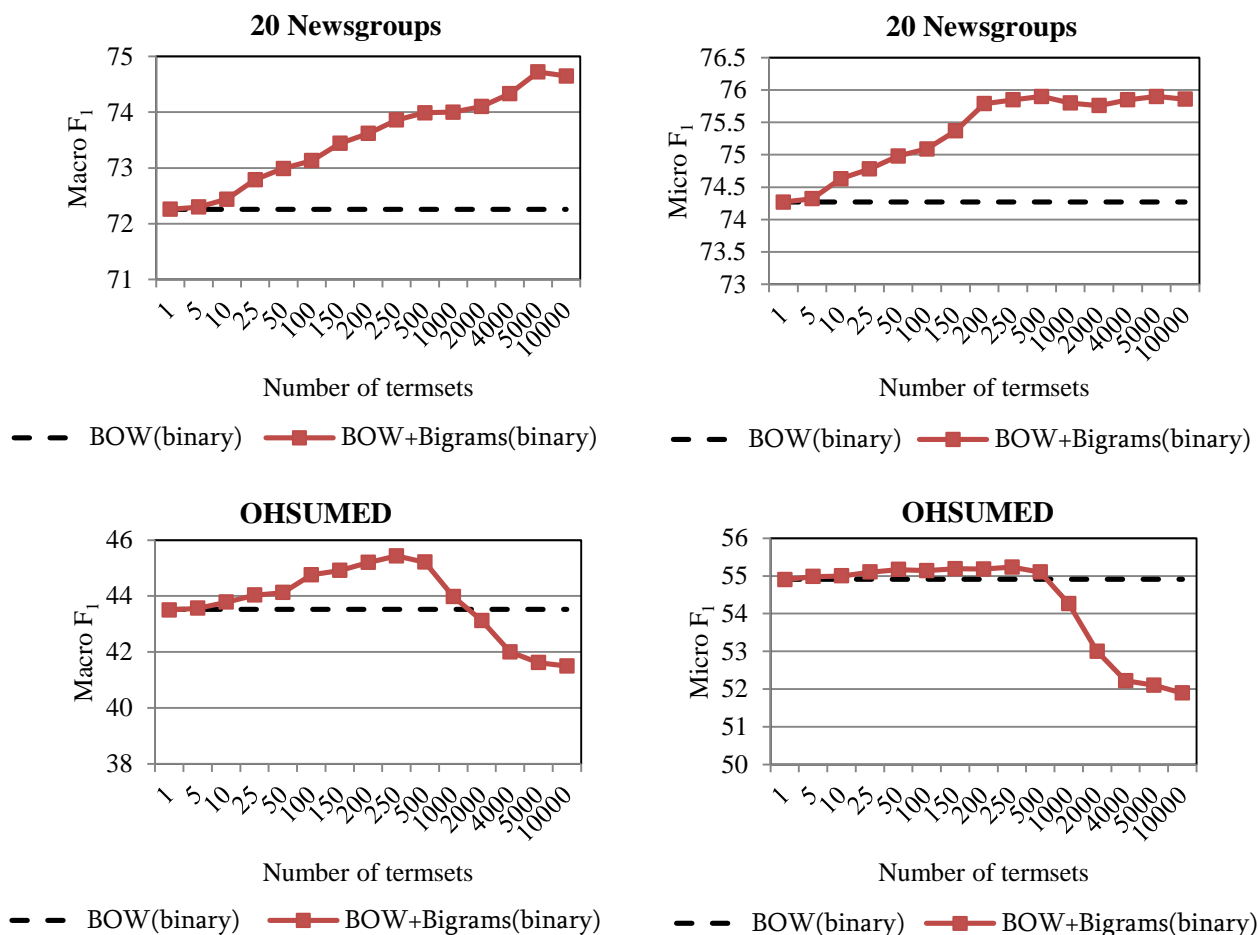 20 Newsgroups
Macro F1
75
74
73
72
71
1 5 10 25 50 100 150 200 250 500 1000 2000 4000 5000 10000
Number of termsets
BOW(binary) BOW+Bigrams(binary)
20 Newsgroups
Micro F1
76.5
76
75.5
75
74.5
74
73.5
73
1 5 10 25 50 100 150 200 250 500 1000 2000 4000 5000 10000
Number of termsets
BOW(binary) BOW+Bigrams(binary)
OHSUMED
Macro F1
46
44
42
40
38
1 5 10 25 50 100 150 200 250 500 1000 2000 4000 5000 10000
Number of termsets
BOW(binary) BOW+Bigrams(binary)
OHSUMED
Micro F1
56
55
54
53
52
51
50
1 5 10 25 50 100 150 200 250 500 1000 2000 4000 5000 10000
Number of termsets
BOW(binary) BOW+Bigrams(binary)